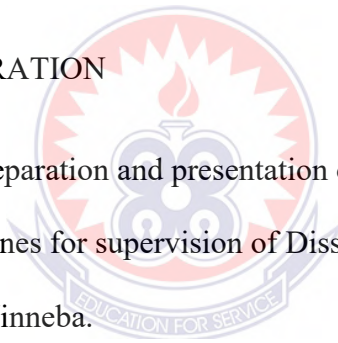 RATION
eparation and presentation
nes for supervision of Diss
inneba.
EDUCATION FOR SERVICE